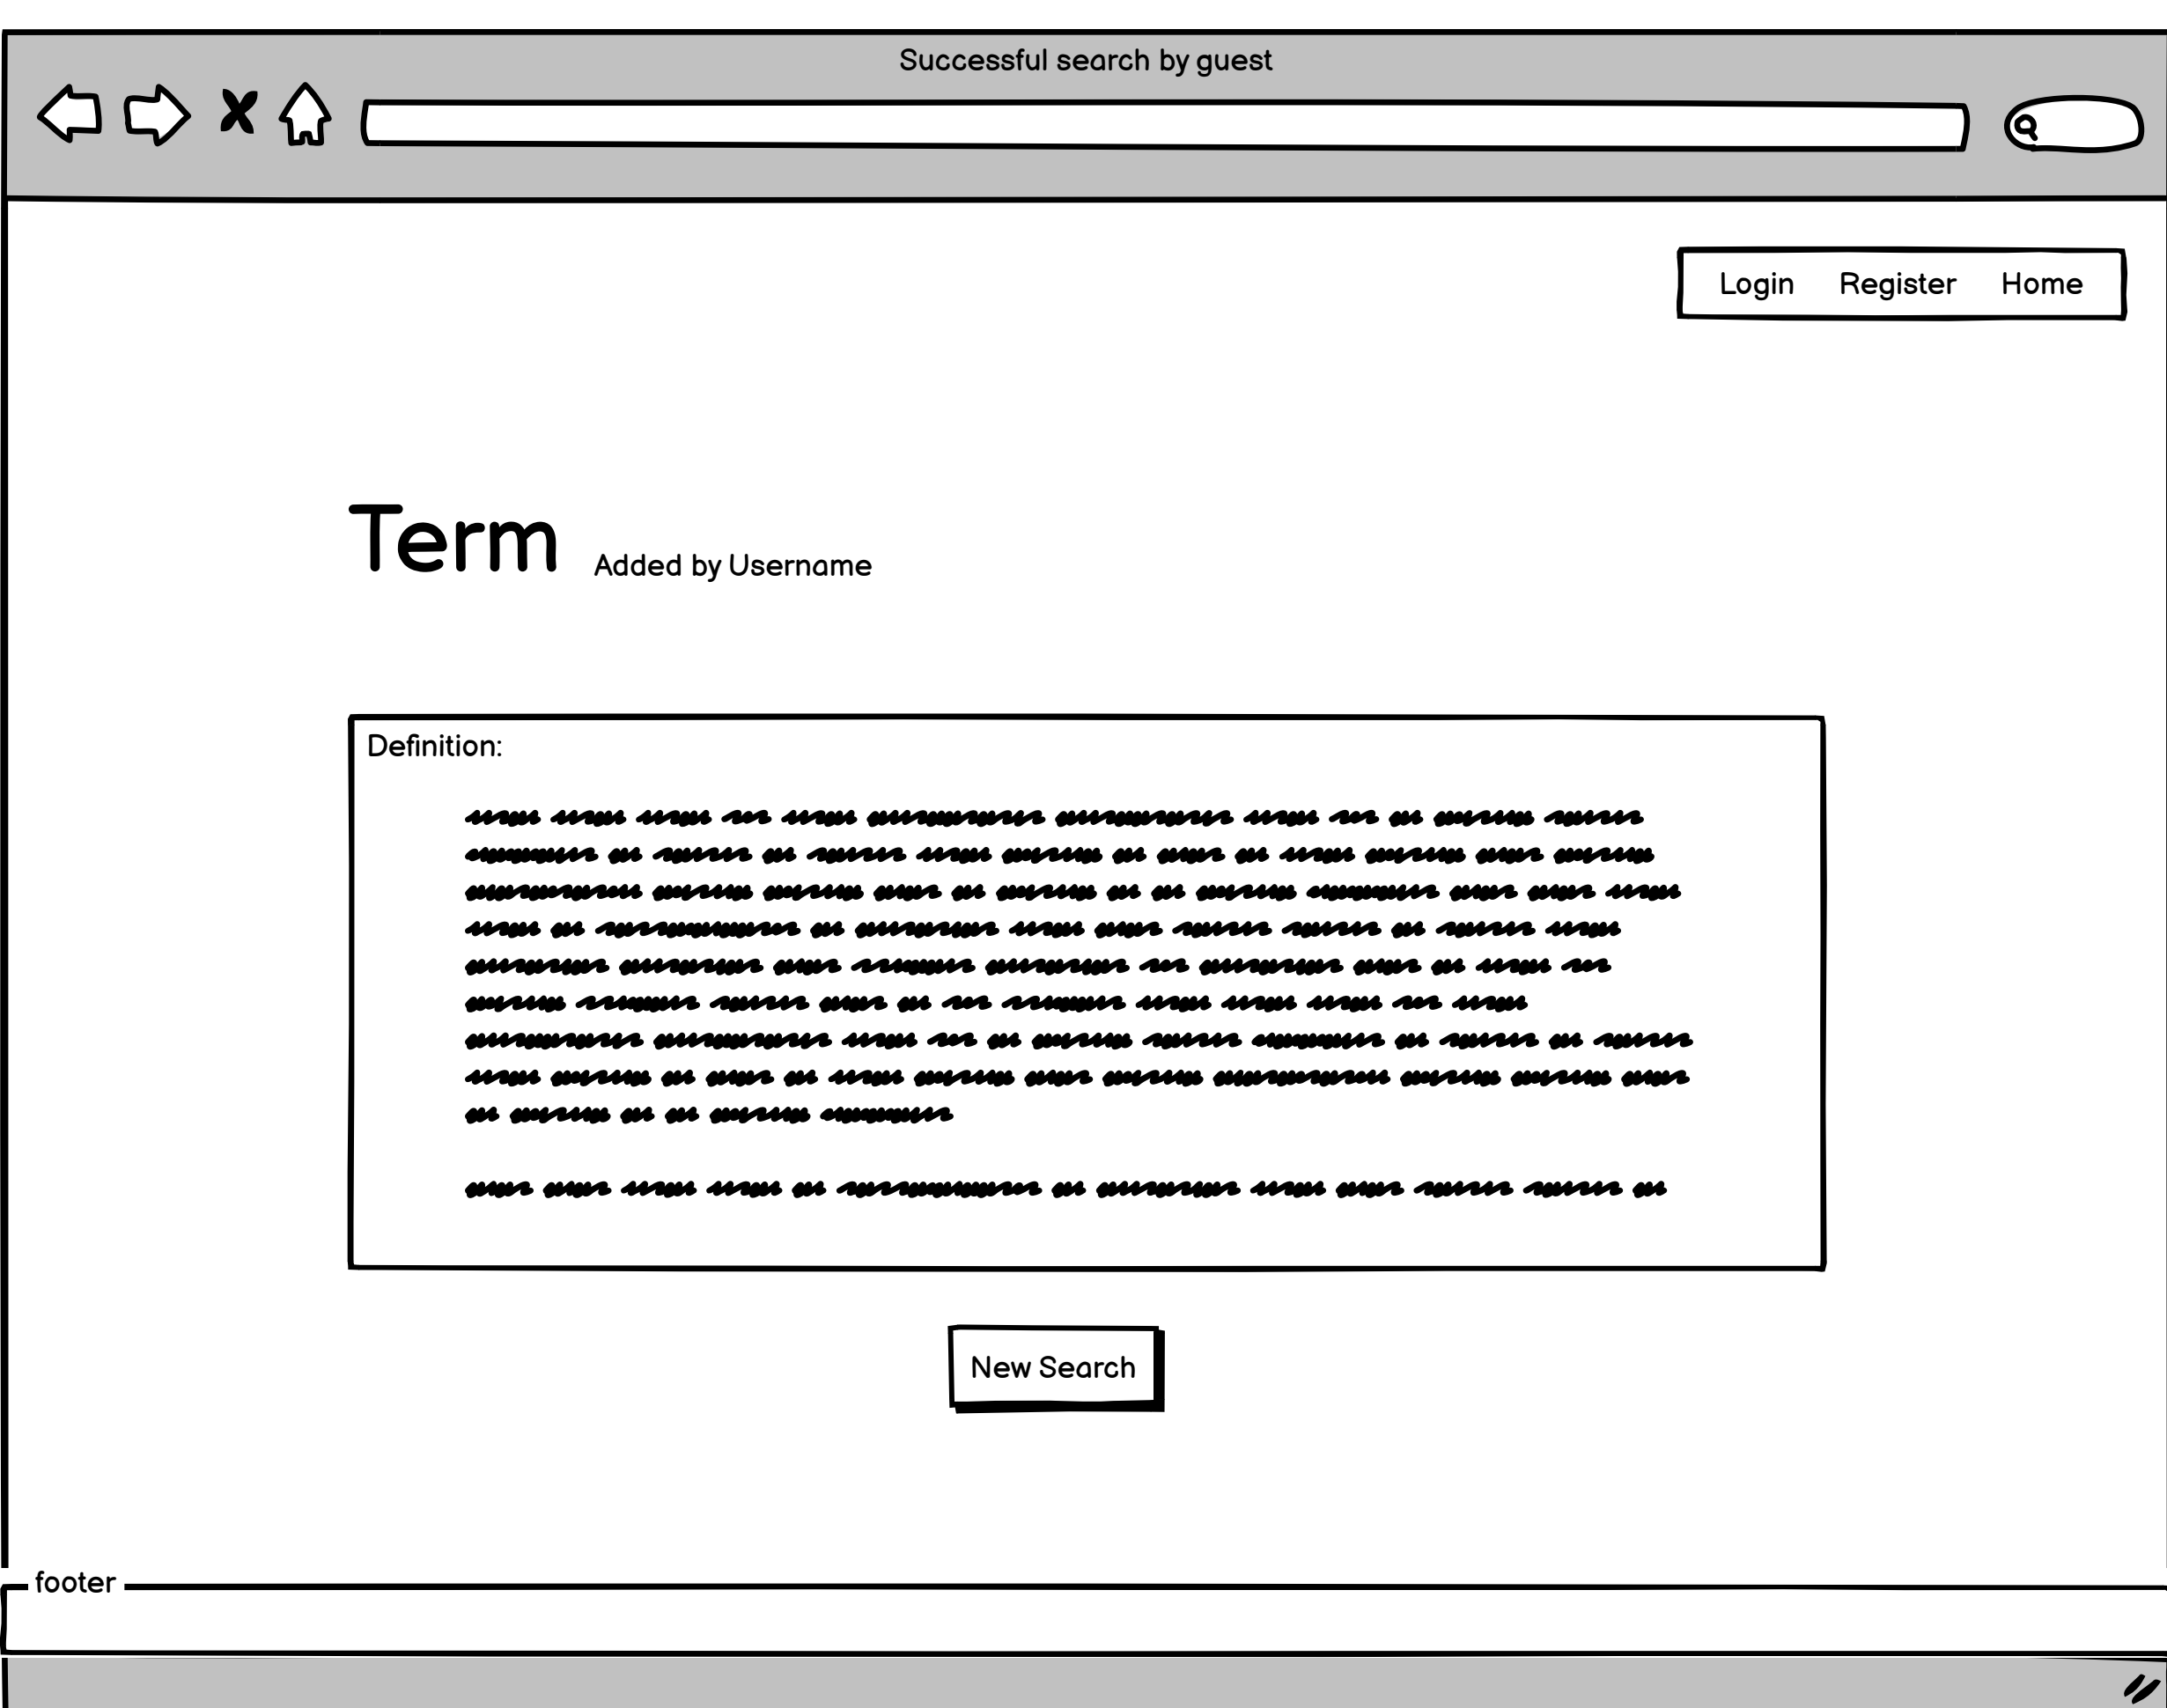 Successful search by guest
Login Register Home
Term Added by Username
Definition:
New Search
footer